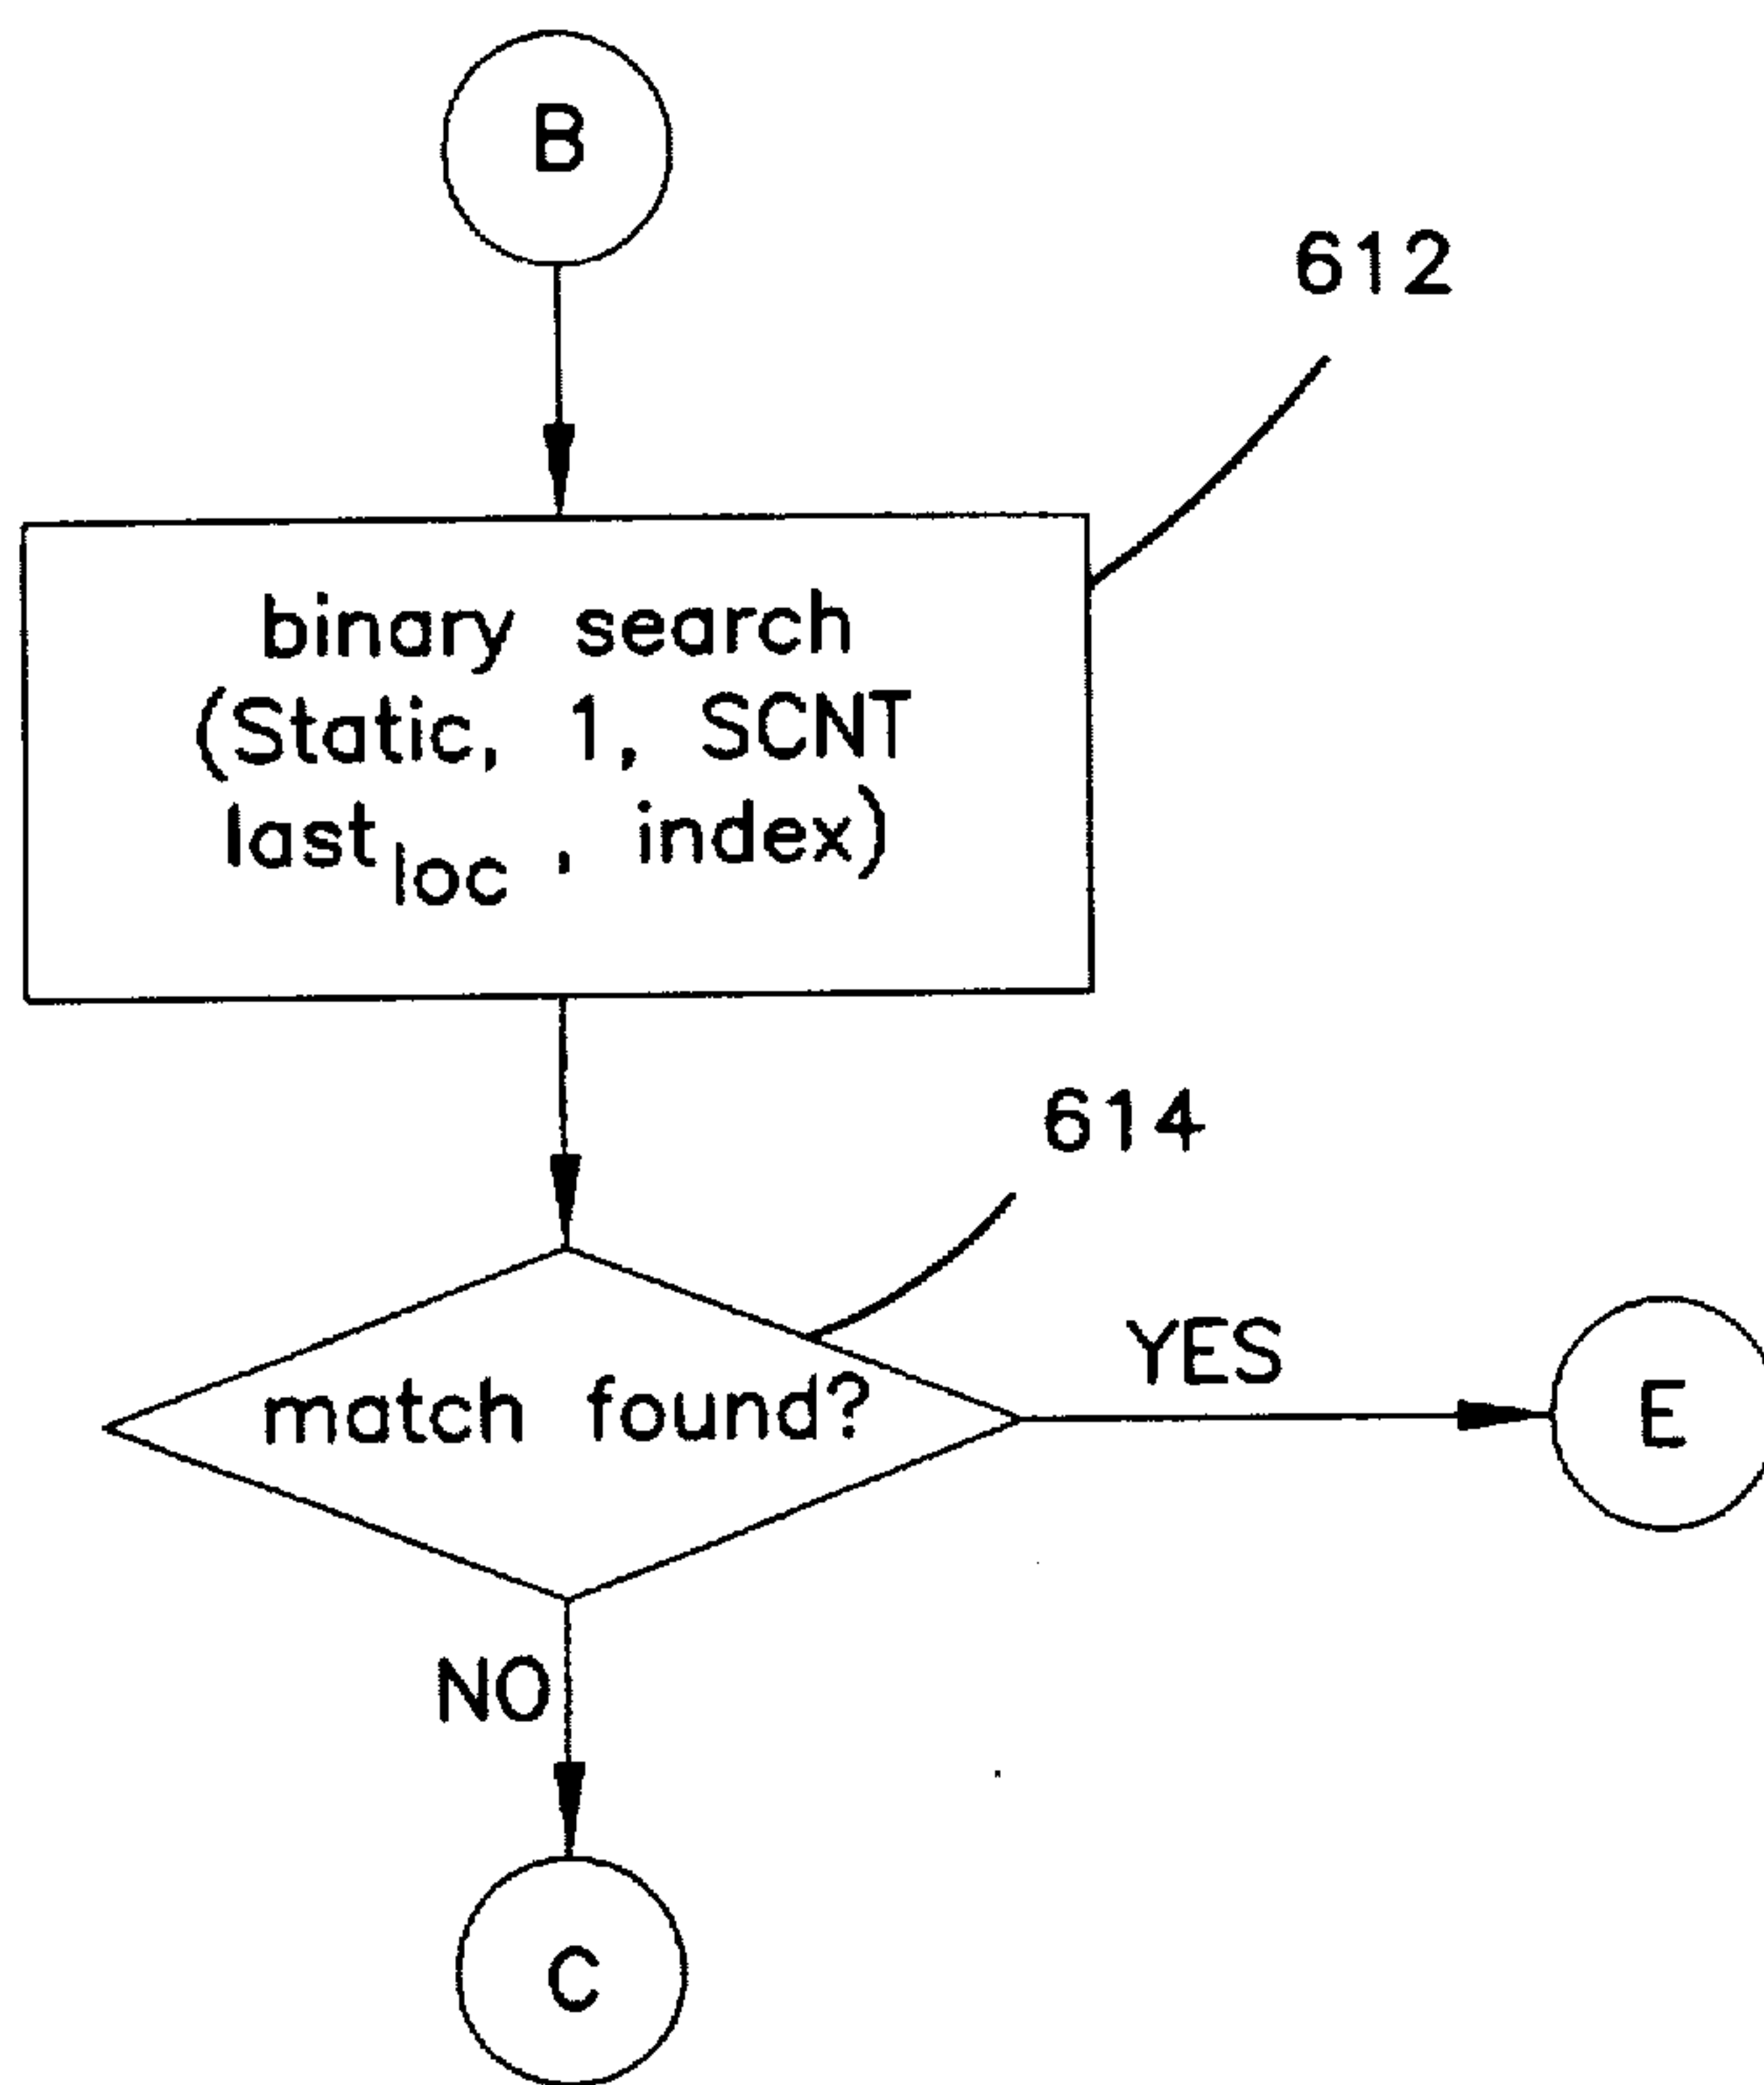 B
612
binary search
(Static, 1, SCNT
last loc , index)
614
match found?
YES
E
NO
C